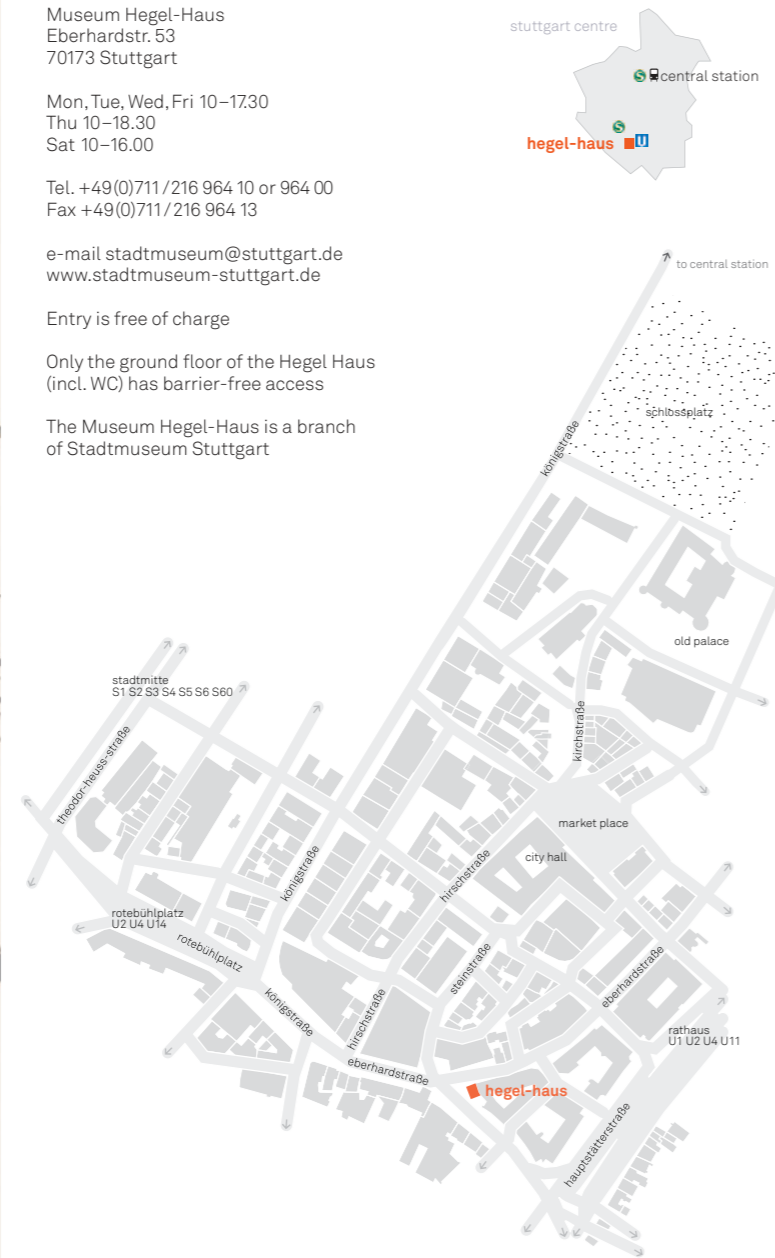 Museum Hegel-Haus
Eberhardstr. 53
70173 Stuttgart
Mon, Tue, Wed, Fri 10–17.30
Thu 10–18.30
Sat 10–16.00
Tel. +49(0)711/216 964 10 or 964 00
Fax +49(0)711/216 964 13
e-mail stadtmuseum@stuttgart.de
www.stadtmuseum-stuttgart.de
Entry is free of charge
Only the ground floor of the Hegel Haus
(incl. WC) has barrier-free access
The Museum Hegel-Haus is a branch
of Stadtmuseum Stuttgart
stuttgart centre
S central station
S
hegel-haus U
to central station
schlossplatz
königstraße
old palace
stadtmitte
S1 S2 S3 S4 S5 S6 S60
kirchstraße
theodor-heuss-straße
market place
city hall
königstraße
hirschstraße
rotebühlplatz
U2 U4 U14
rotebühlplatz
steinstraße
eberhardstraße
königstraße
hirschstraße
rathaus
U1 U2 U4 U11
eberhardstraße
hegel-haus
hauptstätterstraße